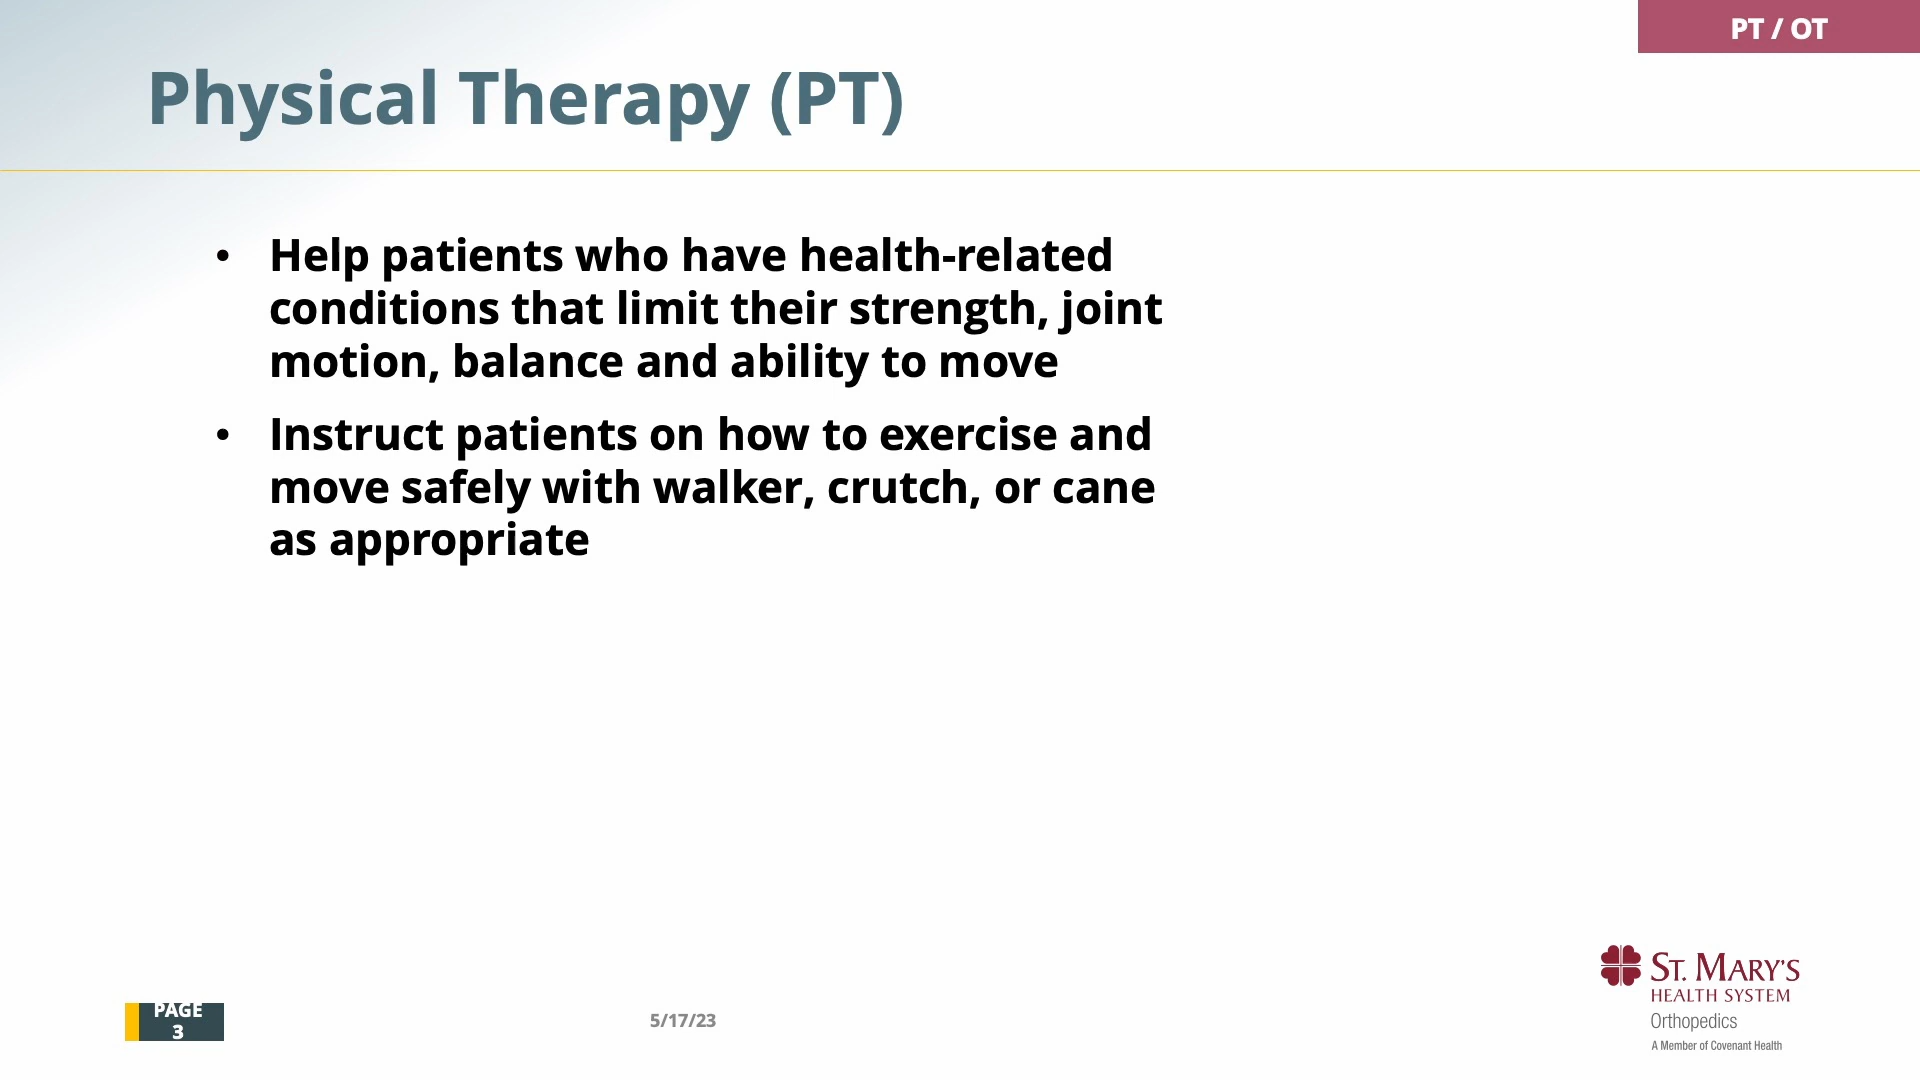 PT / OT
Physical Therapy (PT)
• Help patients who have health-related
conditions that limit their strength, joint
motion, balance and ability to move
• Instruct patients on how to exercise and
move safely with walker, crutch, or cane
as appropriate
PAGE
3
5/17/23
ST. MARY'S
HEALTH SYSTEM
Orthopedics
A Member of Covenant Health